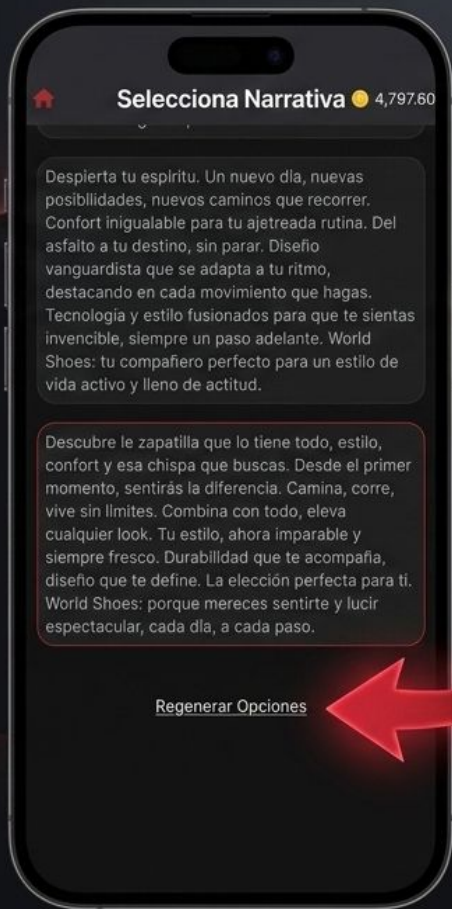 Selecciona Narrativa
4,797.60
Despierta tu espíritu. Un nuevo día, nuevas
posibilidades, nuevos caminos que recorrer.
Confort inigualable para tu ajetreada rutina. Del
asfalto a tu destino, sin parar. Diseño
vanguardista que se adapta a tu ritmo,
destacando en cada movimiento que hagas.
Tecnología y estilo fusionados para que te sientas
invencible, siempre un paso adelante. World
Shoes: tu compañero perfecto para un estilo de
vida activo y lleno de actitud.
Descubre le zapatilla que lo tiene todo, estilo,
confort y esa chispa que buscas. Desde el primer
momento, sentirás la diferencia. Camina, corre,
vive sin límites. Combina con todo, eleva
cualquier look. Tu estilo, ahora imparable y
siempre fresco. Durabilidad que te acompaña,
diseño que te define. La elección perfecta para tí.
World Shoes: porque mereces sentirte y lucir
espectacular, cada día, a cada paso.
Regenerar Opciones